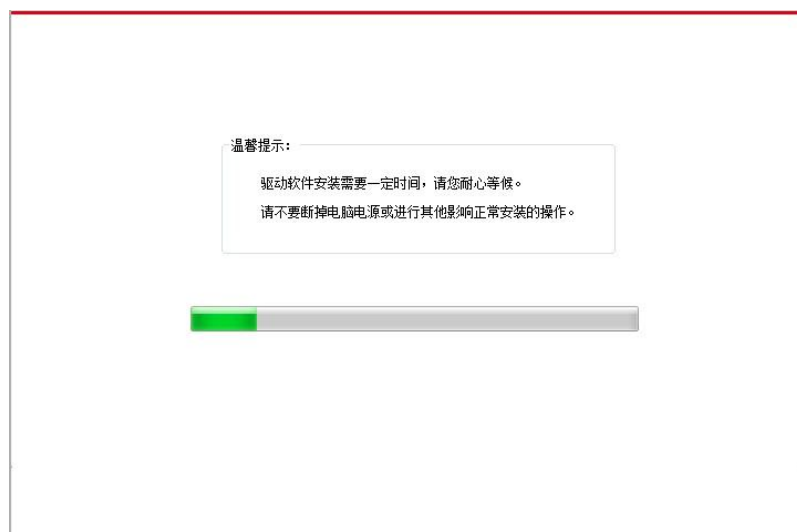 温馨提示：
驱动软件安装需要一定时间，请您耐心等候。
请不要断掉电脑电源或进行其他影响正常安装的操作。